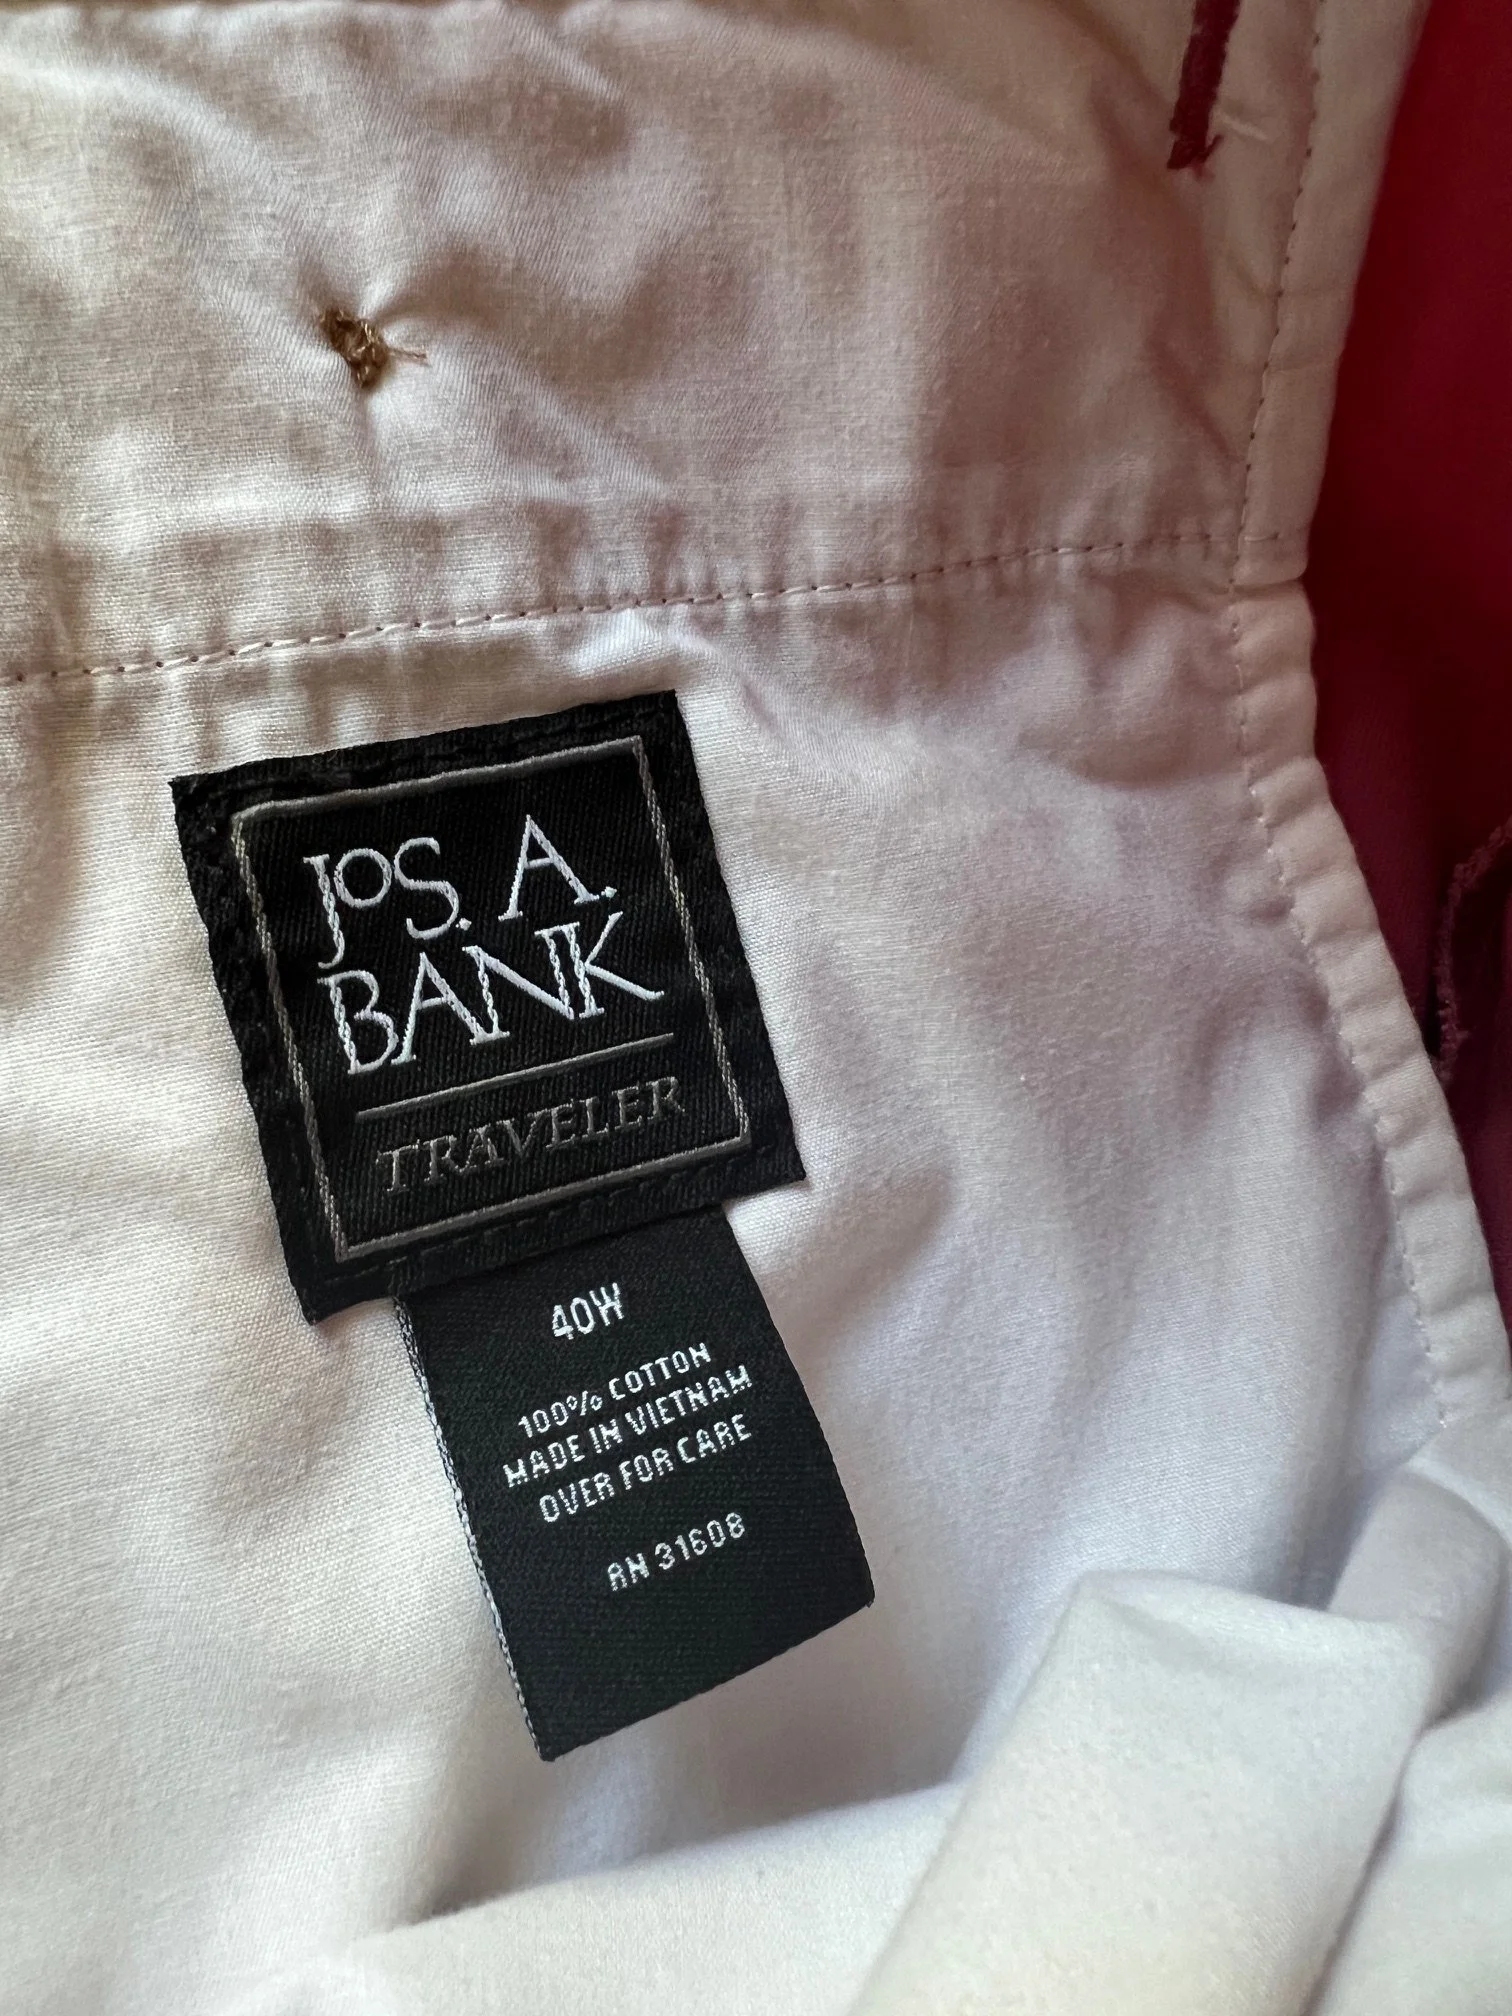 JOS. A.
BANK
TRAVELER
40W
100% COTTON
MADE IN VIETNAM
OVER FOR CARE
RN 31608